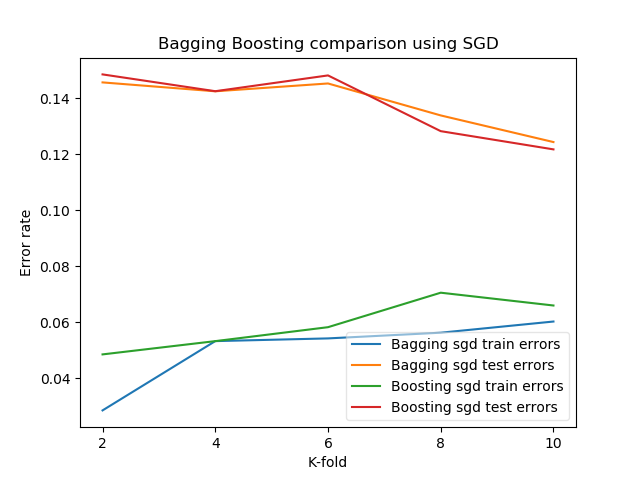 Bagging Boosting comparison using SGD
0.14
0.12
0.10
0.08
0.06
0.04
Error rate
Bagging sgd train errors
Bagging sgd test errors
Boosting sgd train errors
Boosting sgd test errors
2 4 6 8 10
K-fold